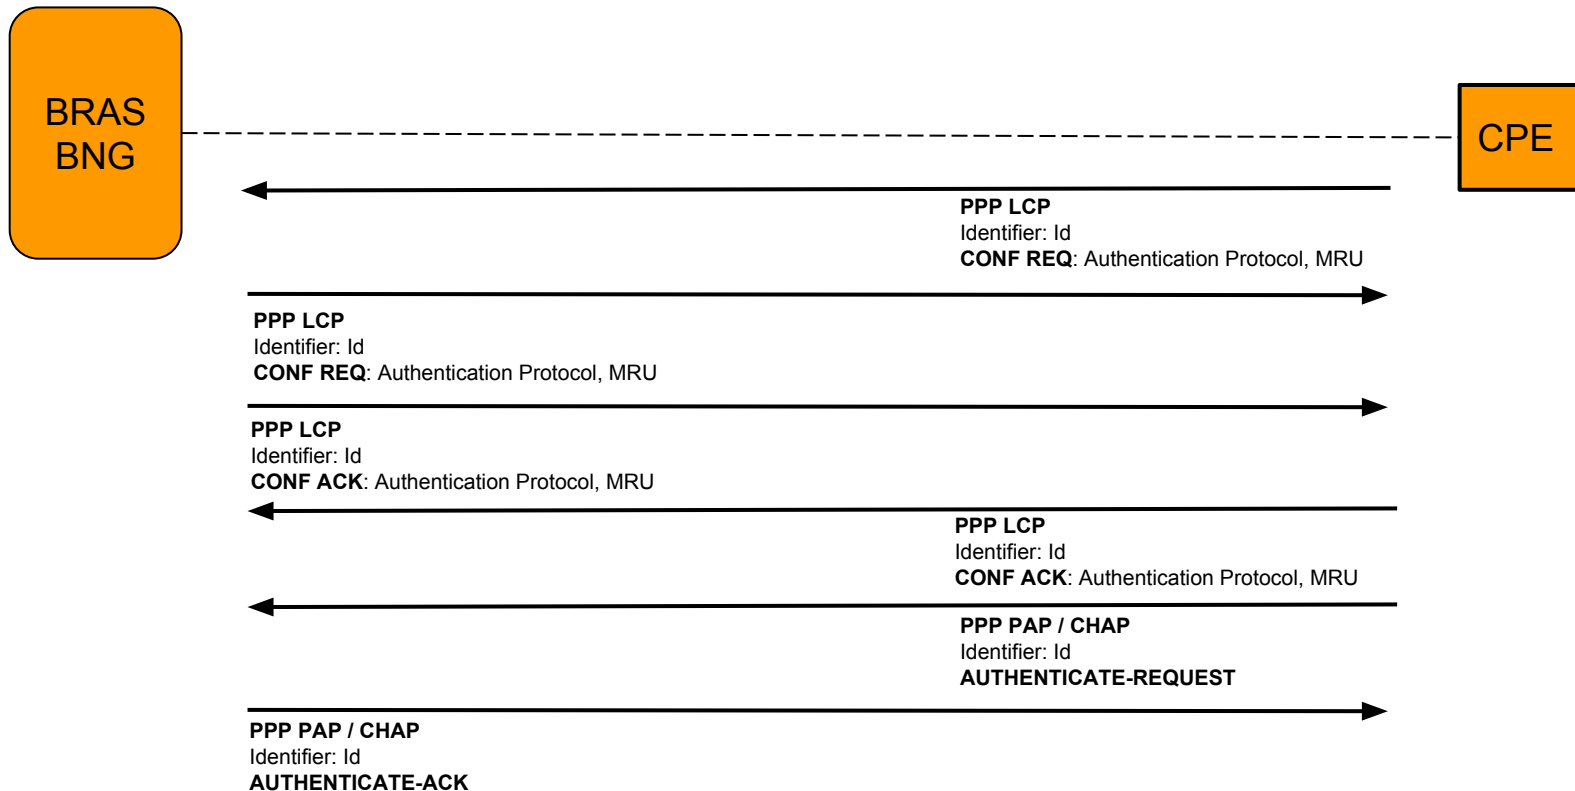 BRAS
BNG
CPE
PPP LCP
Identifier: Id
CONF REQ: Authentication Protocol, MRU
PPP LCP
Identifier: Id
CONF REQ: Authentication Protocol, MRU
PPP LCP
Identifier: Id
CONF ACK: Authentication Protocol, MRU
PPP LCP
Identifier: Id
CONF ACK: Authentication Protocol, MRU
PPP PAP / CHAP
Identifier: Id
AUTHENTICATE-REQUEST
PPP PAP / CHAP
Identifier: Id
AUTHENTICATE-ACK